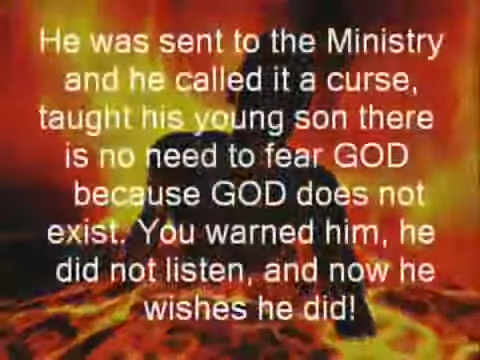 He was sent to the Ministry
and he called it a curse,
taught his young son there
is no need to fear GOD
because GOD does not
exist. You warned him, he
did not listen, and now he
wishes he did!